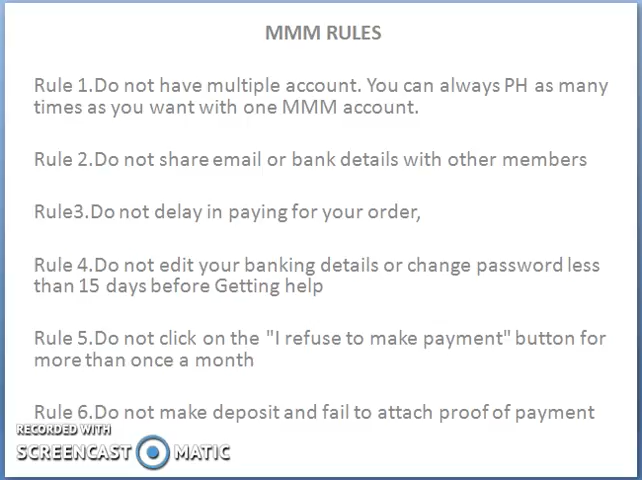 MMM RULES
Rule 1.Do not have multiple account. You can always PH as many
times as you want with one MMM account.
Rule 2.Do not share email or bank details with other members
Rule3.Do not delay in paying for your order,
Rule 4.Do not edit your banking details or change password less
than 15 days before Getting help
Rule 5.Do not click on the "I refuse to make payment" button for
more than once a month
Rule 6.Do not make deposit and fail to attach proof of payment
RECORDED WITH
SCREENCAST MATIC